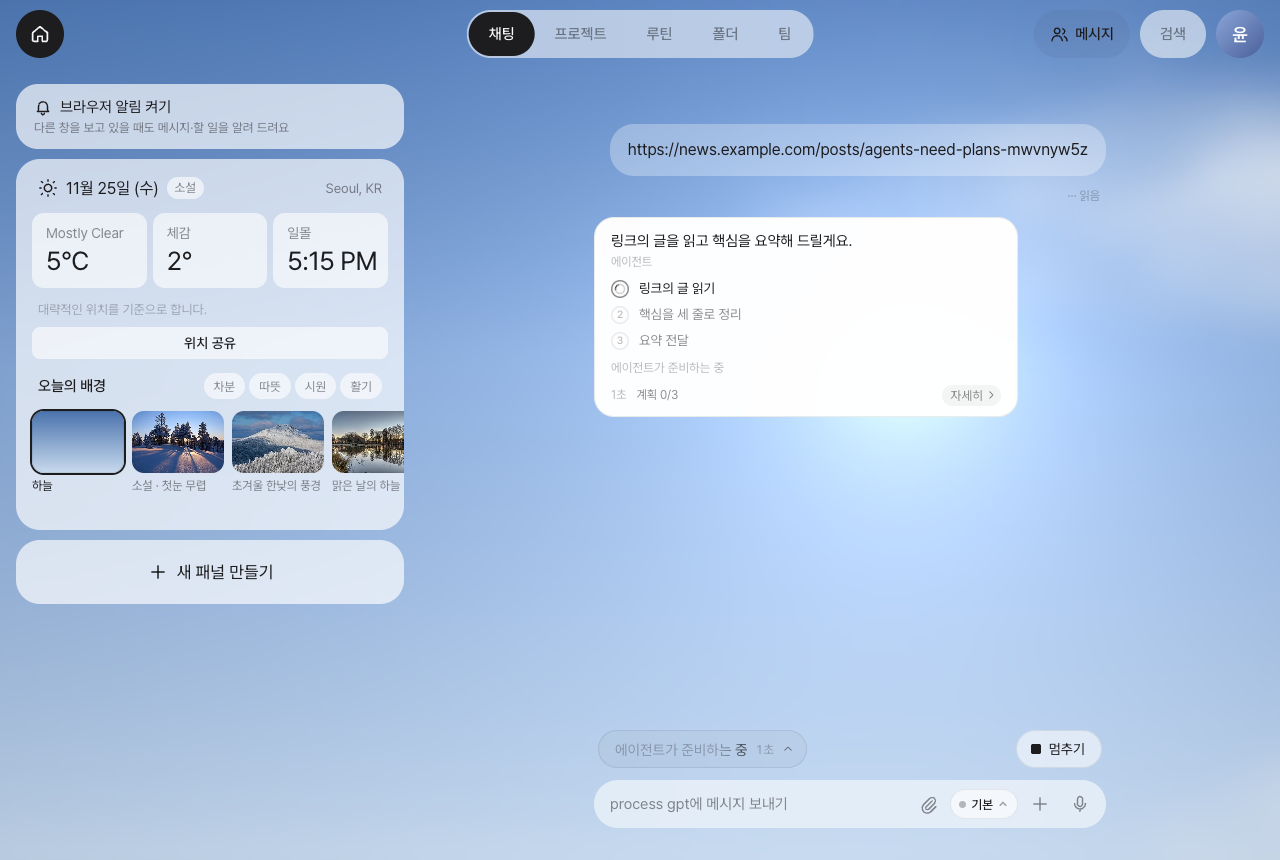 채팅
프로젝트
루틴
폴더
팀
메시지
검색
윤
브라우저 알림 켜기
다른 창을 보고 있을 때도 메시지·할 일을 알려 드려요
11월 25일 (수)
소설
Seoul, KR
Mostly Clear
5°C
체감
2°
일몰
5:15 PM
대략적인 위치를 기준으로 합니다.
위치 공유
오늘의 배경
차분
따뜻
시원
활기
하늘
소설 · 첫눈 무렵
초겨울 한낮의 풍경
맑은 날의 하늘
새 패널 만들기
https://news.example.com/posts/agents-need-plans-mwvnyw5z
··· 읽음
링크의 글을 읽고 핵심을 요약해 드릴게요.
에이전트
링크의 글 읽기
2 핵심을 세 줄로 정리
3 요약 전달
에이전트가 준비하는 중
1초 계획 0/3
자세히
에이전트가 준비하는 중 1초
멈추기
process gpt에 메시지 보내기
기본